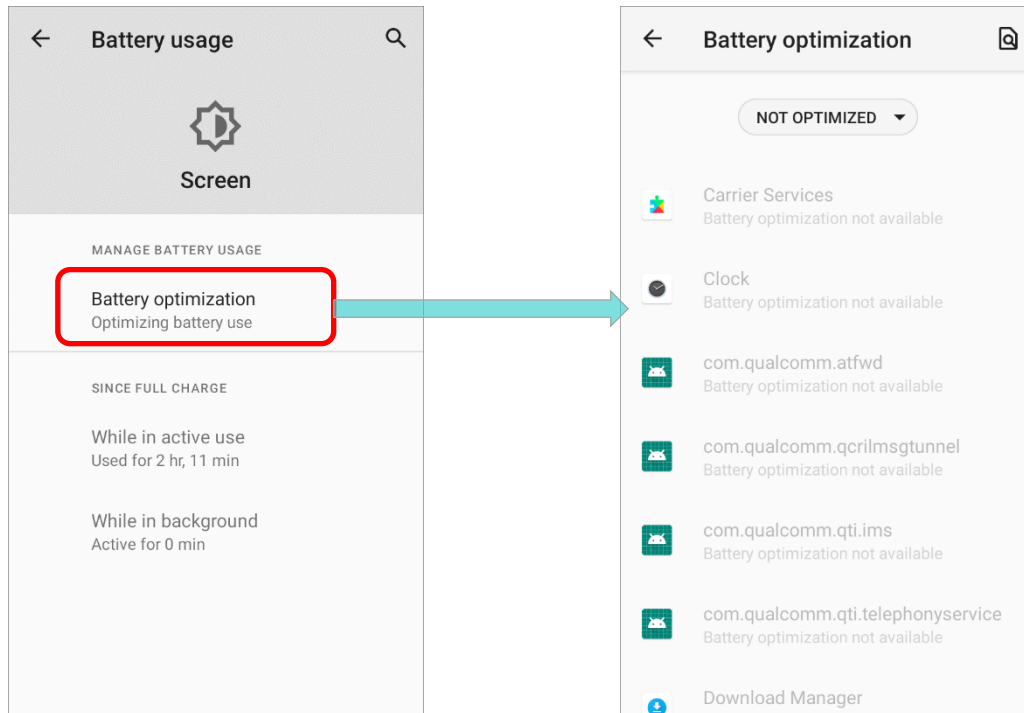 Battery usage
Screen
MANAGE BATTERY USAGE
Battery optimization
Optimizing battery use
SINCE FULL CHARGE
While in active use
Used for 2 hr, 11 min
While in background
Active for 0 min
Battery optimization
NOT OPTIMIZED
Carrier Services
Battery optimization not available
Clock
Battery optimization not available
com.qualcomm.atfwd
Battery optimization not available
com.qualcomm.qcrilmsgtunnel
Battery optimization not available
com.qualcomm.qti.ims
Battery optimization not available
com.qualcomm.qti.telephonyservice
Battery optimization not available
Download Manager